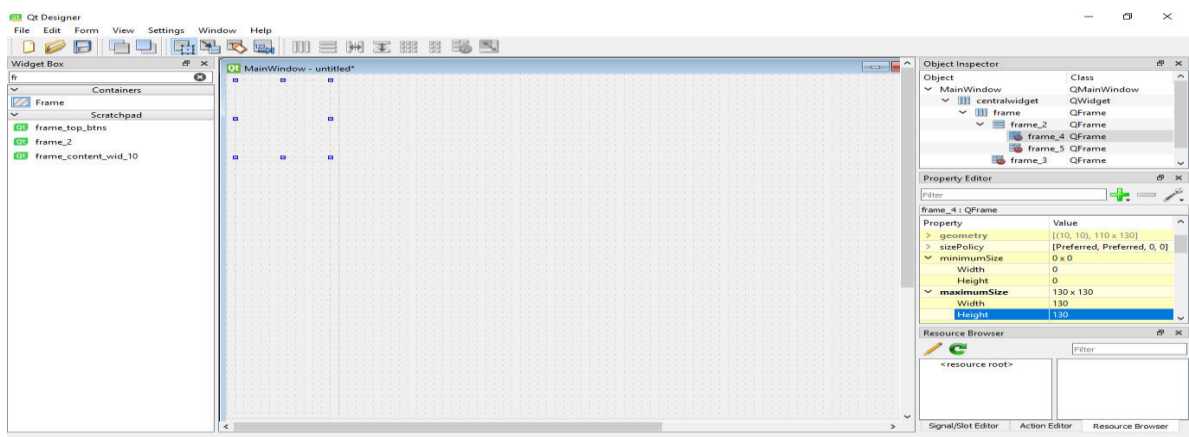 Qt Designer
File Edit Form View Settings Window Help
Widget Box
fr
Containers
Frame
Scratchpad
frame_top_btns
frame_2
frame_content_wid_10
MainWindow - untitled*
Object Inspector
Object Class
MainWindow QMainWindow
centralwidget QWidget
frame QFrame
frame_2 QFrame
frame_4 QFrame
frame_5 QFrame
frame_3 QFrame
Property Editor
Filter
frame_4 : QFrame
Property Value
geometry [(10, 10), 110 x 130]
sizePolicy [Preferred, Preferred, 0, 0]
minimumSize 0 x 0
Width 0
Height 0
maximumSize 130 x 130
Width 130
Height 130
Resource Browser
Filter
<resource root>
Signal/Slot Editor Action Editor Resource Browser